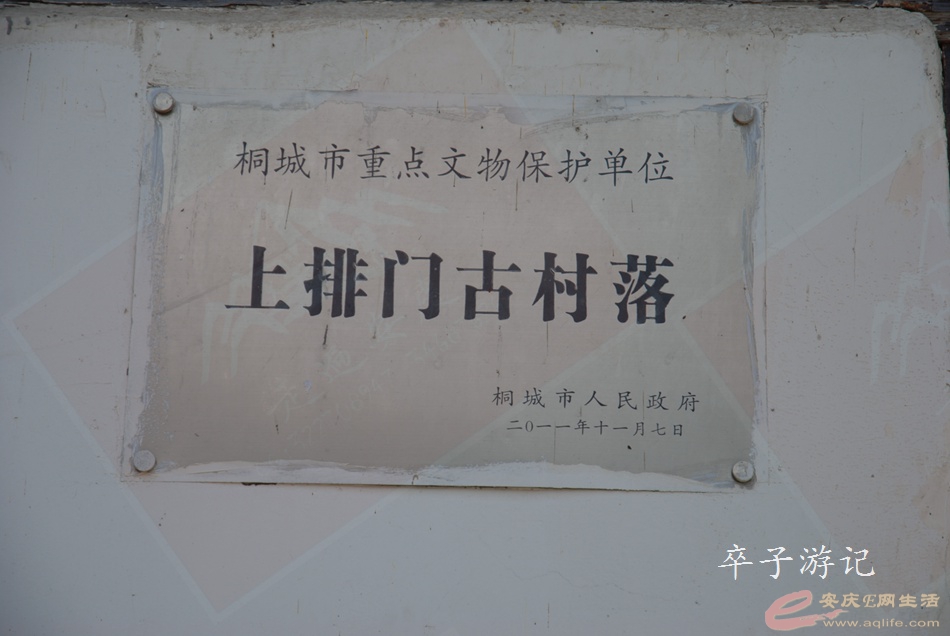 桐城市重点文物保护单位
上排门古村落
桐城市人民政府
二〇一一年十一月七日
卒子游记
安庆E网生活
www.aqlife.com